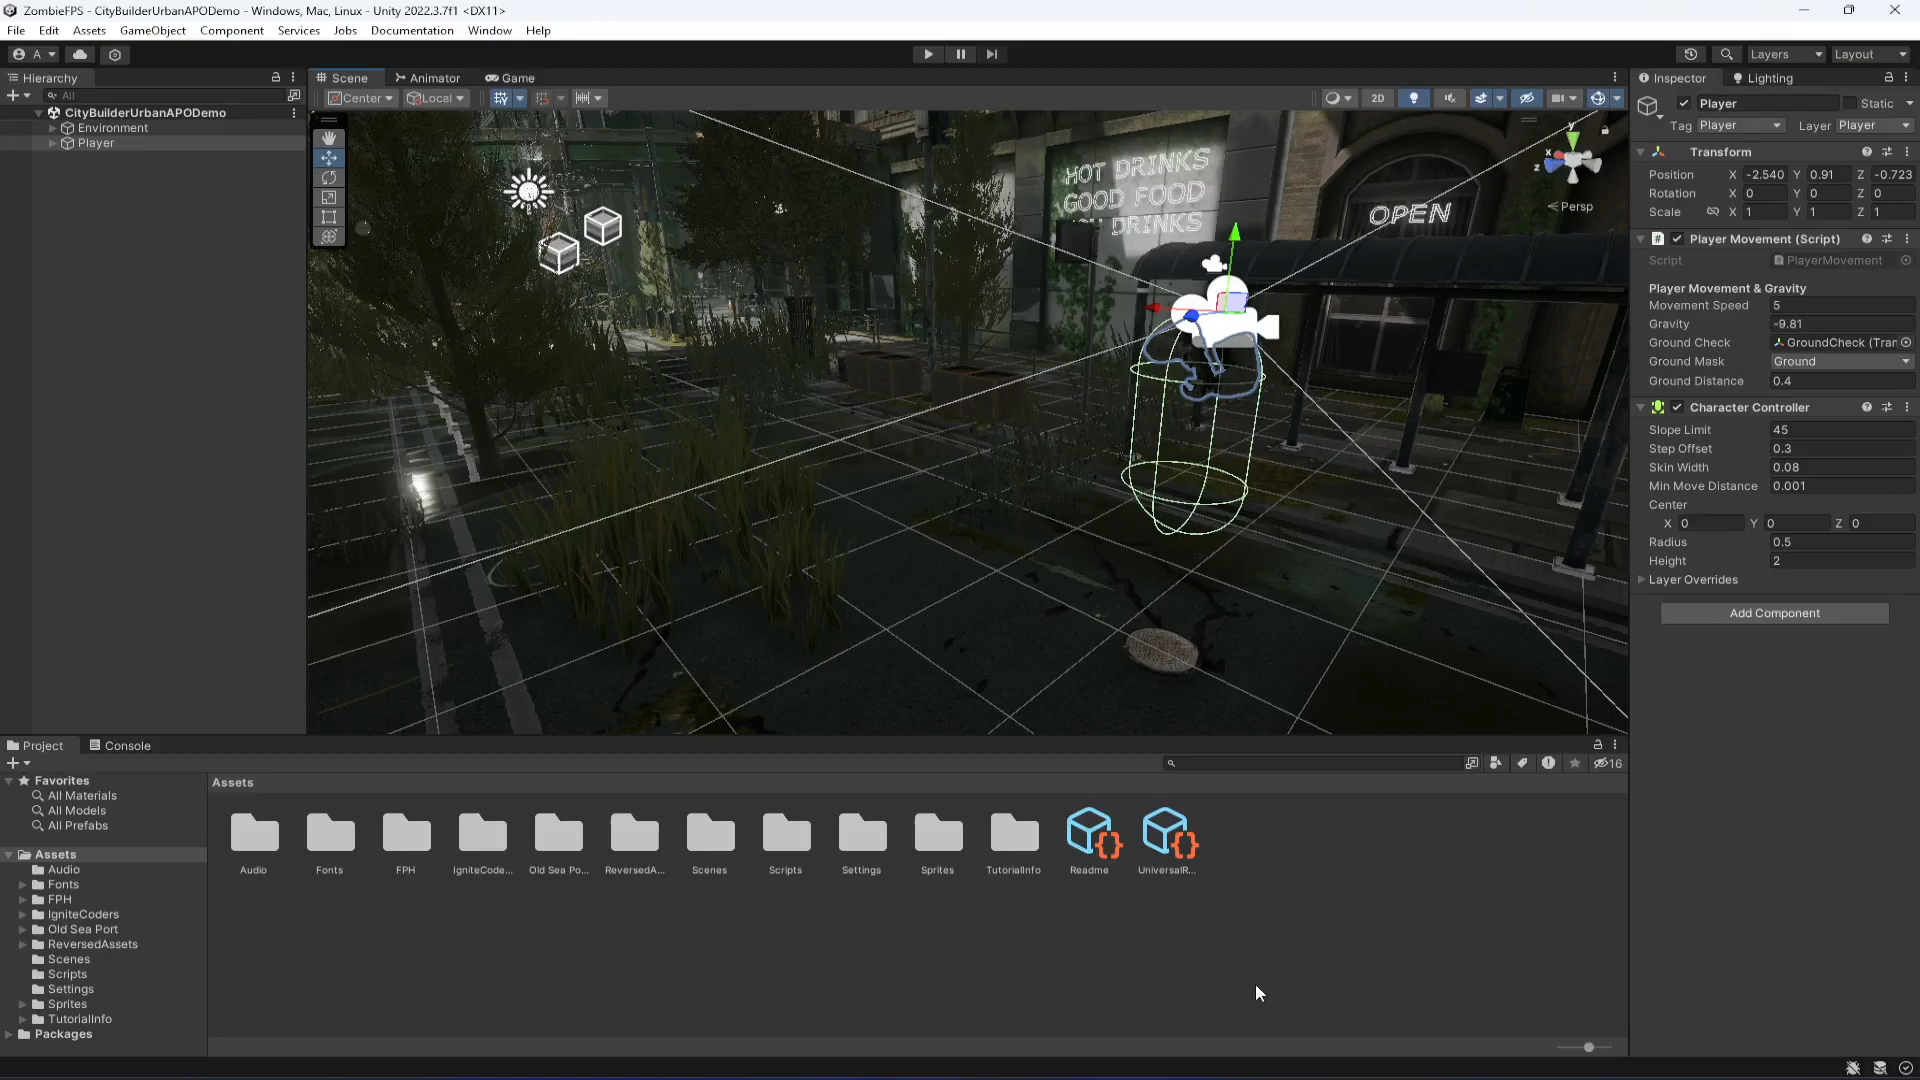 ZombieFPS - CityBuilderUrbanAPODemo - Windows, Mac, Linux - Unity 2022.3.7f1 <DX11>
File Edit Assets GameObject Component Services Jobs Documentation Window Help
A Layers Layout
Hierarchy
All
CityBuilderUrbanAPODemo
Environment
Player
Scene Animator Game
Center Local 2D
HOT DRINKS
GOOD FOOD
DRINKS
OPEN
y
x
z
Persp
Inspector Lighting
Player Static
Tag Player Layer Player
Transform
Position X -2.540 Y 0.91 Z -0.723
Rotation X 0 Y 0 Z 0
Scale X 1 Y 1 Z 1
# Player Movement (Script)
Script PlayerMovement
Player Movement & Gravity
Movement Speed 5
Gravity -9.81
Ground Check GroundCheck (Tran
Ground Mask Ground
Ground Distance 0.4
Character Controller
Slope Limit 45
Step Offset 0.3
Skin Width 0.08
Min Move Distance 0.001
Center
X 0 Y 0 Z 0
Radius 0.5
Height 2
Layer Overrides
Add Component
Project Console
16
Favorites
All Materials
All Models
All Prefabs
Assets
Audio
Fonts
FPH
IgniteCoders
Old Sea Port
ReversedAssets
Scenes
Scripts
Settings
Sprites
TutorialInfo
Packages
Assets
Audio Fonts FPH IgniteCode... Old Sea Po... ReversedA... Scenes Scripts Settings Sprites TutorialInfo Readme UniversalR...